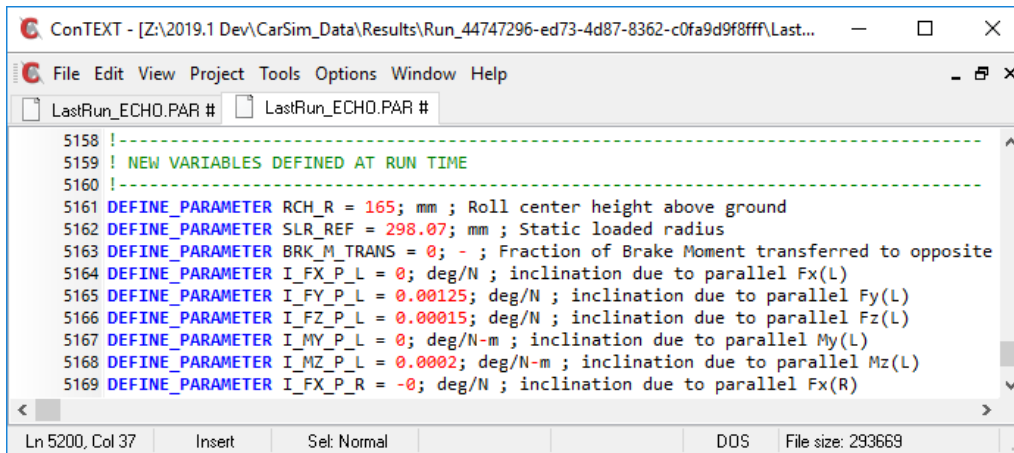 ConTEXT - [Z:\2019.1 Dev\CarSim_Data\Results\Run_44747296-ed73-4d87-8362-c0fa9d9f8fff\Last...
File Edit View Project Tools Options Window Help
LastRun_ECHO.PAR # LastRun_ECHO.PAR #
5158 !----------------------------------------------------------------------------------
5159 ! NEW VARIABLES DEFINED AT RUN TIME
5160 !----------------------------------------------------------------------------------
5161 DEFINE_PARAMETER RCH_R = 165; mm ; Roll center height above ground
5162 DEFINE_PARAMETER SLR_REF = 298.07; mm ; Static loaded radius
5163 DEFINE_PARAMETER BRK_M_TRANS = 0; - ; Fraction of Brake Moment transferred to opposite
5164 DEFINE_PARAMETER I_FX_P_L = 0; deg/N ; inclination due to parallel Fx(L)
5165 DEFINE_PARAMETER I_FY_P_L = 0.00125; deg/N ; inclination due to parallel Fy(L)
5166 DEFINE_PARAMETER I_FZ_P_L = 0.00015; deg/N ; inclination due to parallel Fz(L)
5167 DEFINE_PARAMETER I_MY_P_L = 0; deg/N-m ; inclination due to parallel My(L)
5168 DEFINE_PARAMETER I_MZ_P_L = 0.0002; deg/N-m ; inclination due to parallel Mz(L)
5169 DEFINE_PARAMETER I_FX_P_R = -0; deg/N ; inclination due to parallel Fx(R)
Ln 5200, Col 37 Insert Sel: Normal DOS File size: 293669